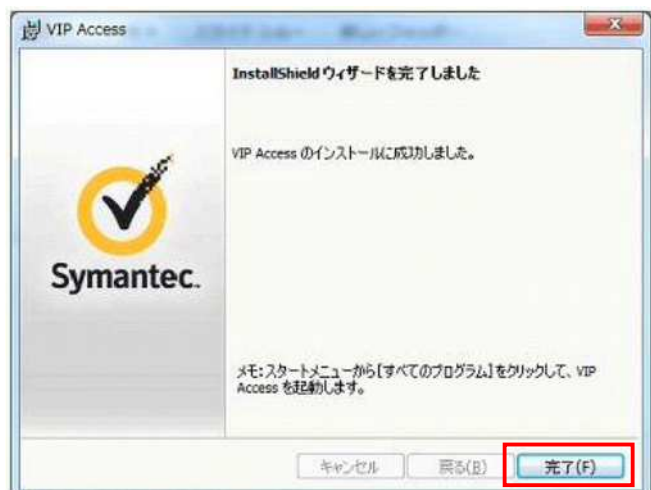 VIP Access
InstallShield ウィザードを完了しました
VIP Access のインストールに成功しました。
Symantec.
メモ:スタートメニューから[すべてのプログラム]をクリックして、VIP
Access を起動します。
キャンセル 戻る(B) 完了(F)